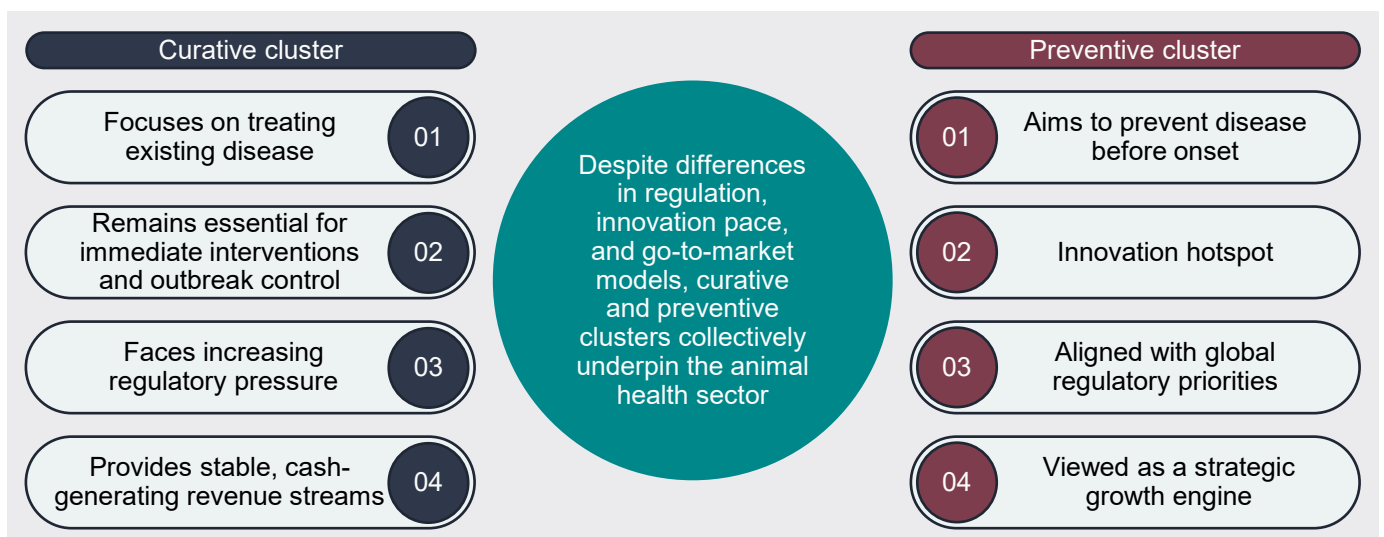 Curative cluster
Focuses on treating
existing disease
01
Remains essential for
immediate interventions
and outbreak control
02
Faces increasing
regulatory pressure
03
Provides stable, cash-
generating revenue streams
04
Despite differences
in regulation,
innovation pace,
and go-to-market
models, curative
and preventive
clusters collectively
underpin the animal
health sector
Preventive cluster
01
Aims to prevent disease
before onset
02
Innovation hotspot
03
Aligned with global
regulatory priorities
04
Viewed as a strategic
growth engine